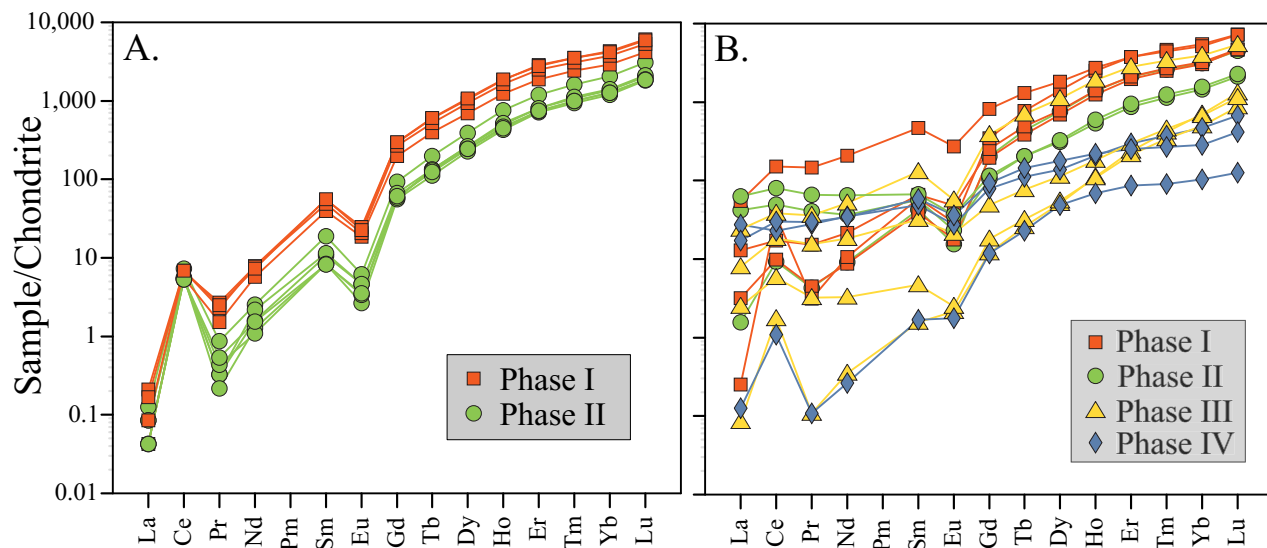 A.
B.
Sample/Chondrite
10,000
1,000
100
10
1
0.1
0.01
Phase I
Phase II
Phase I
Phase II
Phase III
Phase IV
La Ce Pr Nd Pm Sm Eu Gd Tb Dy Ho Er Tm Yb Lu
La Ce Pr Nd Pm Sm Eu Gd Tb Dy Ho Er Tm Yb Lu